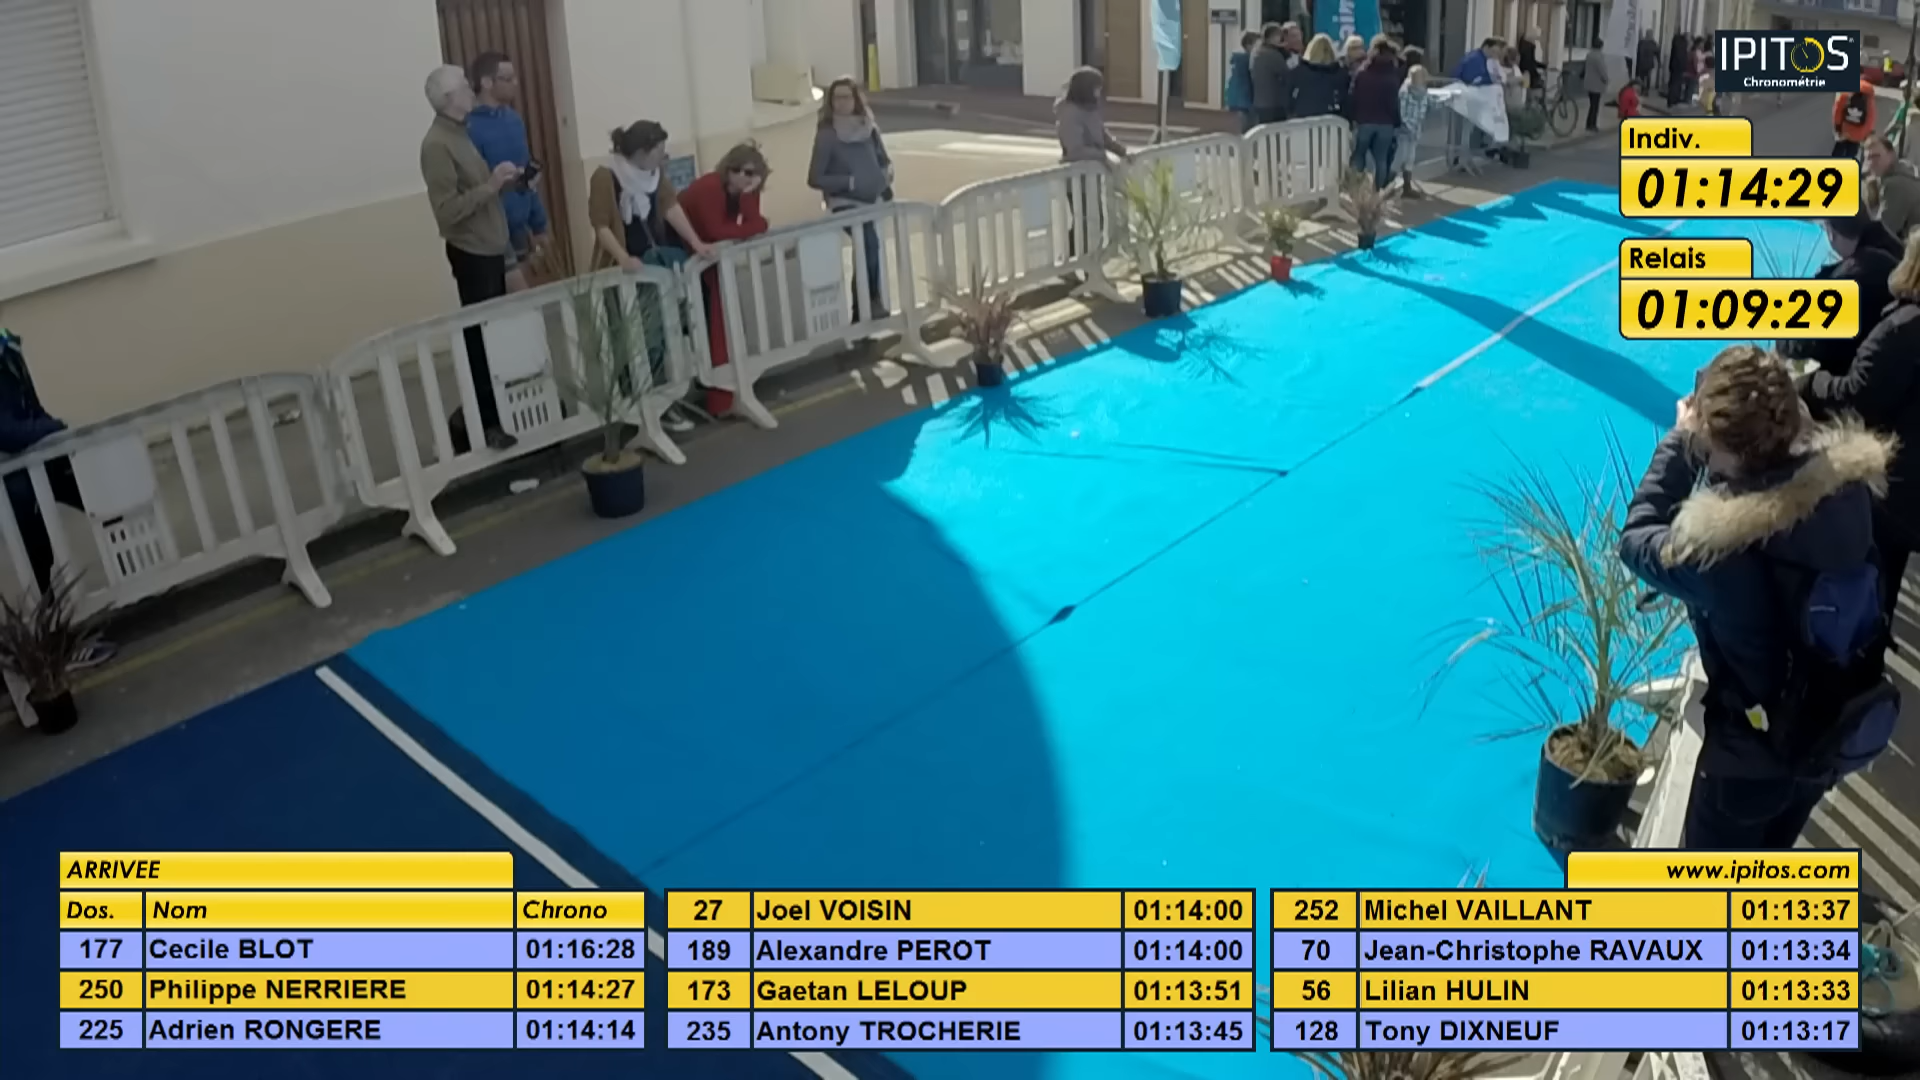 IPITOS
Chronométrie
Indiv.
01:14:29
Relais
01:09:29
ARRIVEE
www.ipitos.com
Dos. Nom Chrono
177 Cecile BLOT 01:16:28
250 Philippe NERRIERE 01:14:27
225 Adrien RONGERE 01:14:14
27 Joel VOISIN 01:14:00
189 Alexandre PEROT 01:14:00
173 Gaetan LELOUP 01:13:51
235 Antony TROCHERIE 01:13:45
252 Michel VAILLANT 01:13:37
70 Jean-Christophe RAVAUX 01:13:34
56 Lilian HULIN 01:13:33
128 Tony DIXNEUF 01:13:17